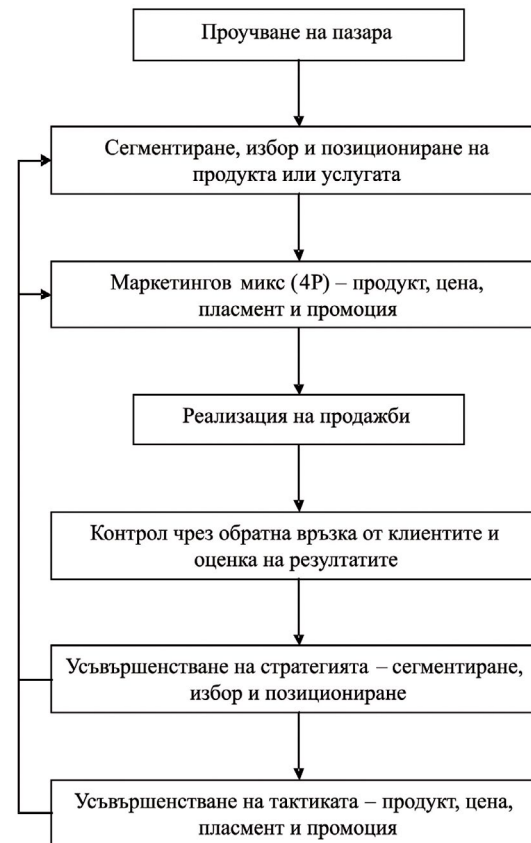 Проучване на пазара
Сегментиране, избор и позициониране на
продукта или услугата
Маркетингов микс (4P) – продукт, цена,
пласмент и промоция
Реализация на продажби
Контрол чрез обратна връзка от клиентите и
оценка на резултатите
Усъвършенстване на стратегията – сегментиране,
избор и позициониране
Усъвършенстване на тактиката – продукт, цена,
пласмент и промоция